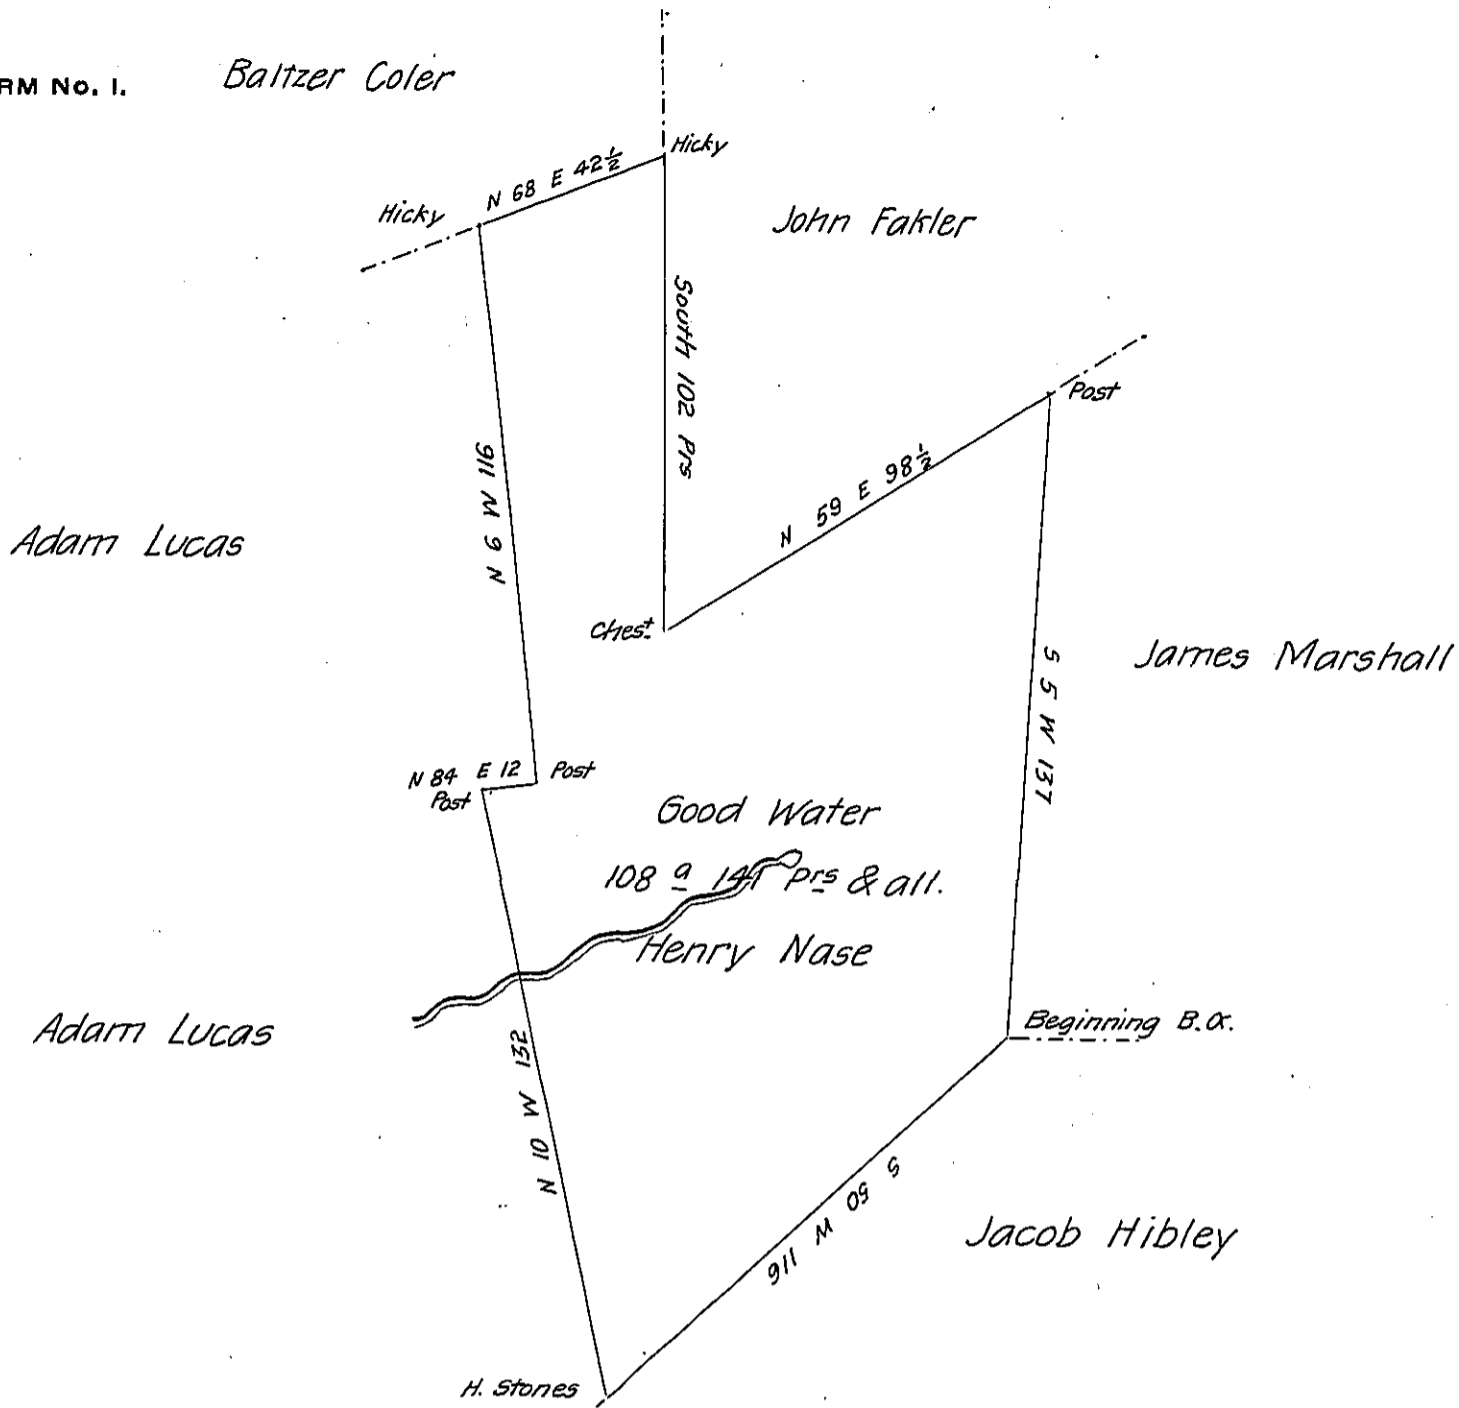 RM No. I.
Baltzer Coler
Hicky
N 68 E 42½
Hicky
John Fakler
South 102 Prs
Post
N 59 E 98½
N 6 W 116
Adam Lucas
Chest
S 5 W 137
James Marshall
N 84 E 12 Post
Post
Good Water
108 a 141 prs & all.
Henry Nase
Adam Lucas
Beginning B.O.
N 10 W 132
S 50 W 116
Jacob Hibley
H. Stones